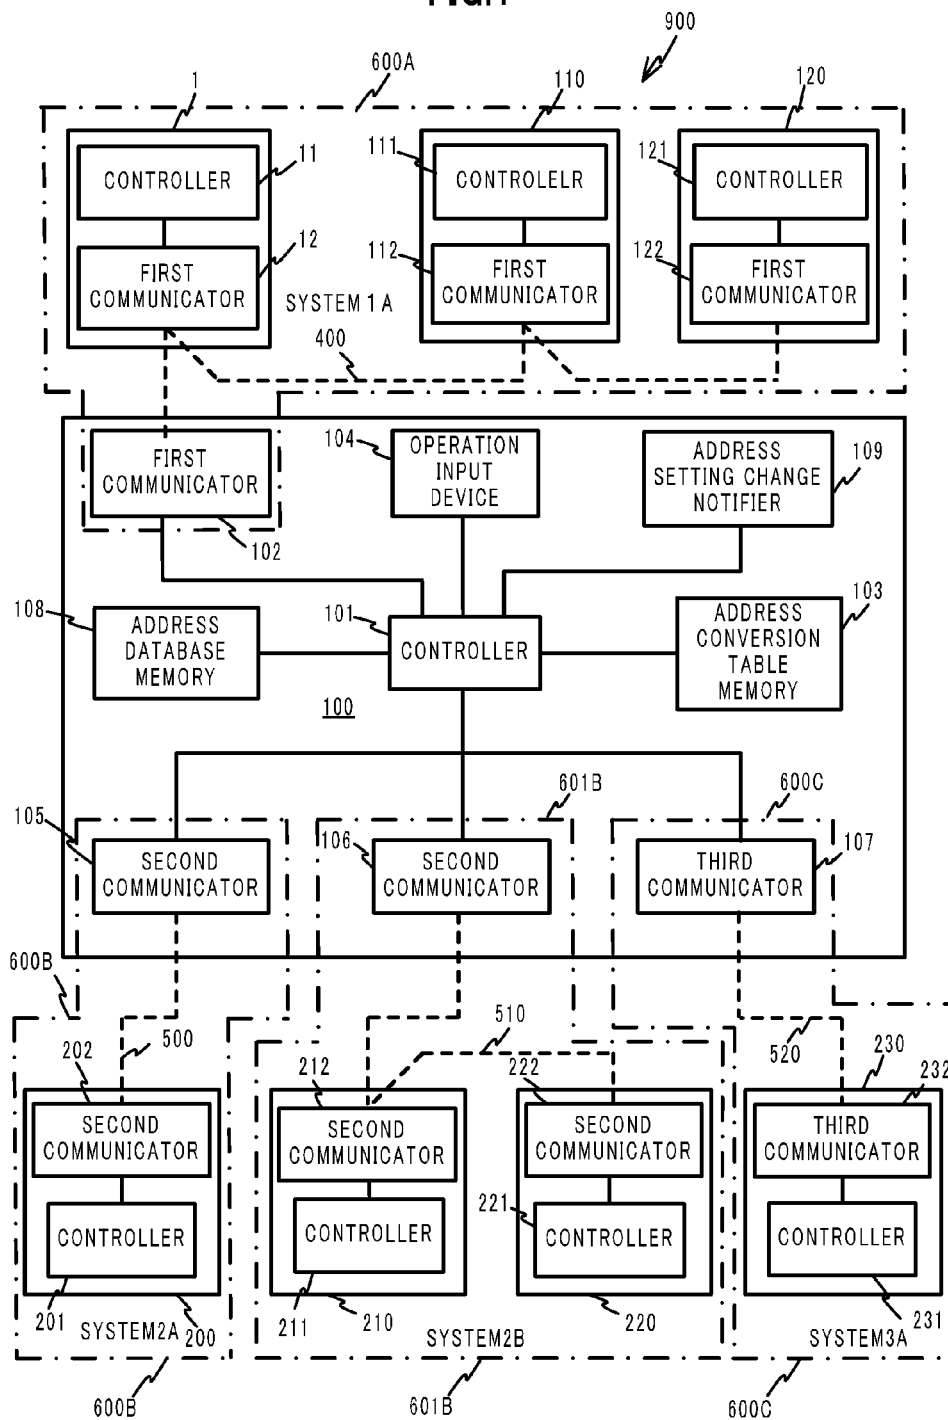 900
600A
1
110
120
CONTROLLER
11
111
CONTROLELR
121
CONTROLLER
12
FIRST
COMMUNICATOR
112
FIRST
COMMUNICATOR
122
FIRST
COMMUNICATOR
SYSTEM1A
400
FIRST
COMMUNICATOR
102
104
OPERATION
INPUT
DEVICE
ADDRESS
SETTING CHANGE
NOTIFIER
109
108
ADDRESS
DATABASE
MEMORY
101
CONTROLLER
ADDRESS
CONVERSION
TABLE
MEMORY
103
100
601B
600C
105
SECOND
COMMUNICATOR
106
SECOND
COMMUNICATOR
THIRD
COMMUNICATOR
107
600B
500
510
520
202
SECOND
COMMUNICATOR
212
SECOND
COMMUNICATOR
222
SECOND
COMMUNICATOR
230
232
THIRD
COMMUNICATOR
CONTROLLER
CONTROLLER
221
CONTROLLER
CONTROLLER
201
SYSTEM2A
200
211
210
SYSTEM2B
220
SYSTEM3A
231
600B
601B
600C